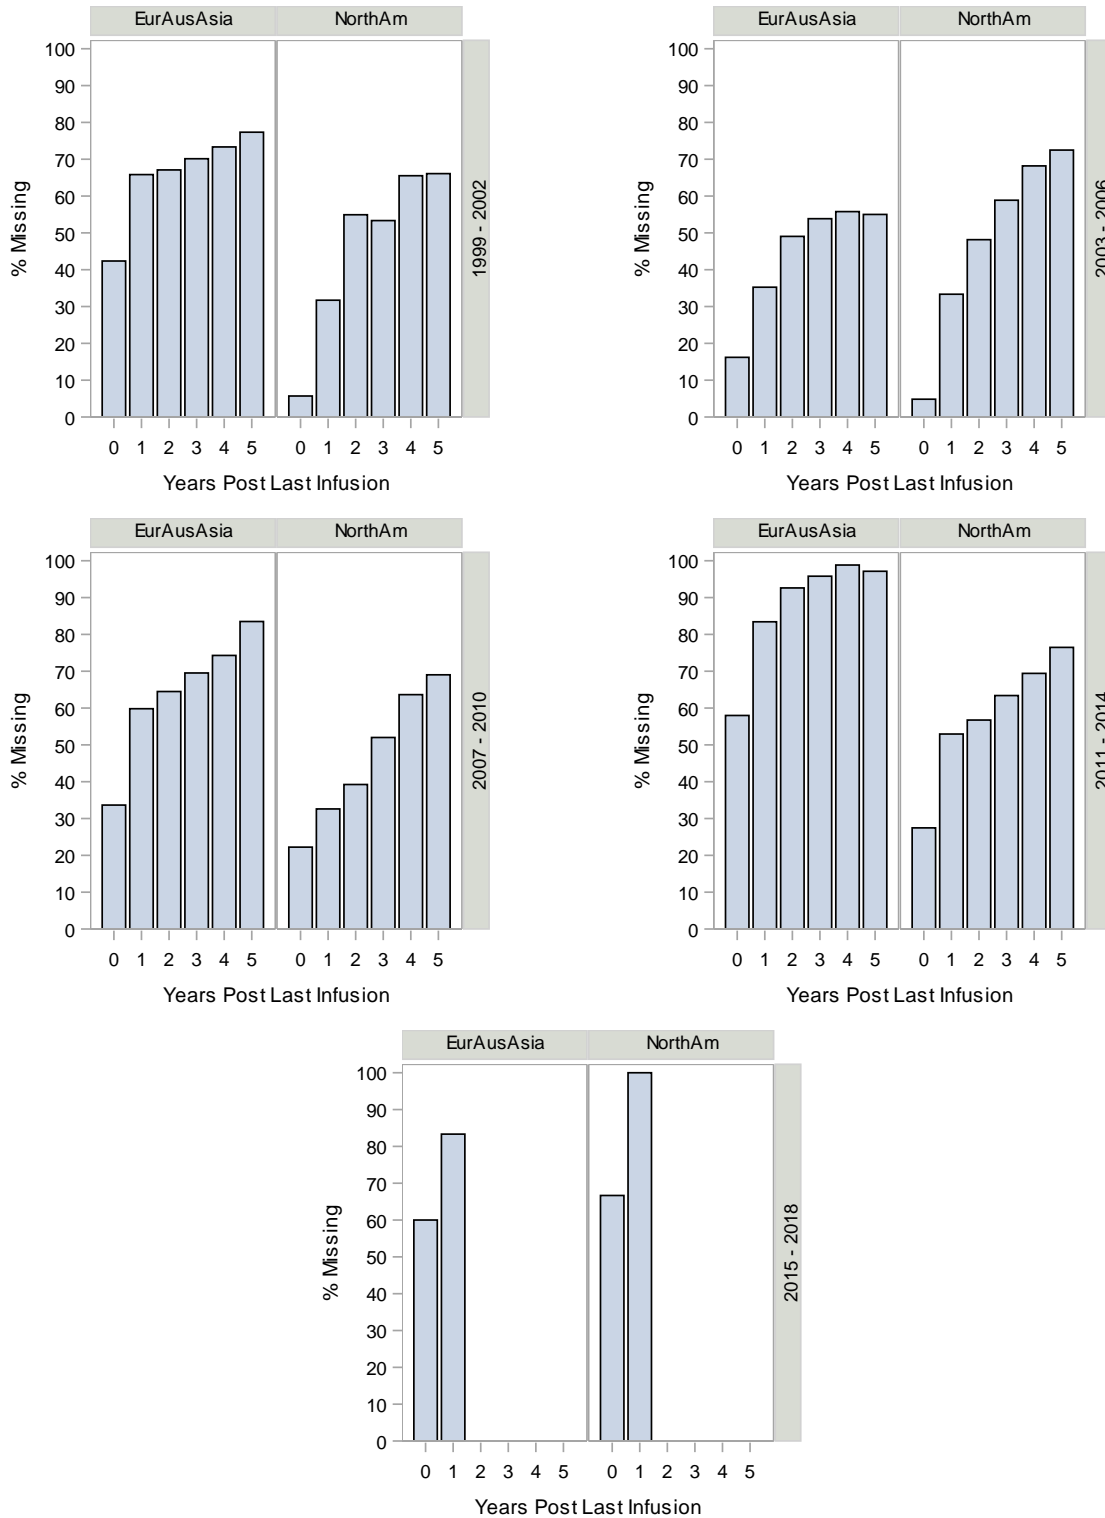 EurAusAsia NorthAm
100
90
80
70
60
50
40
30
20
10
0
% Missing
1999 - 2002
0 1 2 3 4 5 0 1 2 3 4 5
Years Post Last Infusion
EurAusAsia NorthAm
100
90
80
70
60
50
40
30
20
10
0
% Missing
2003 - 2006
0 1 2 3 4 5 0 1 2 3 4 5
Years Post Last Infusion
EurAusAsia NorthAm
100
90
80
70
60
50
40
30
20
10
0
% Missing
2007 - 2010
0 1 2 3 4 5 0 1 2 3 4 5
Years Post Last Infusion
EurAusAsia NorthAm
100
90
80
70
60
50
40
30
20
10
0
% Missing
2011 - 2014
0 1 2 3 4 5 0 1 2 3 4 5
Years Post Last Infusion
EurAusAsia NorthAm
100
90
80
70
60
50
40
30
20
10
0
% Missing
2015 - 2018
0 1 2 3 4 5 0 1 2 3 4 5
Years Post Last Infusion